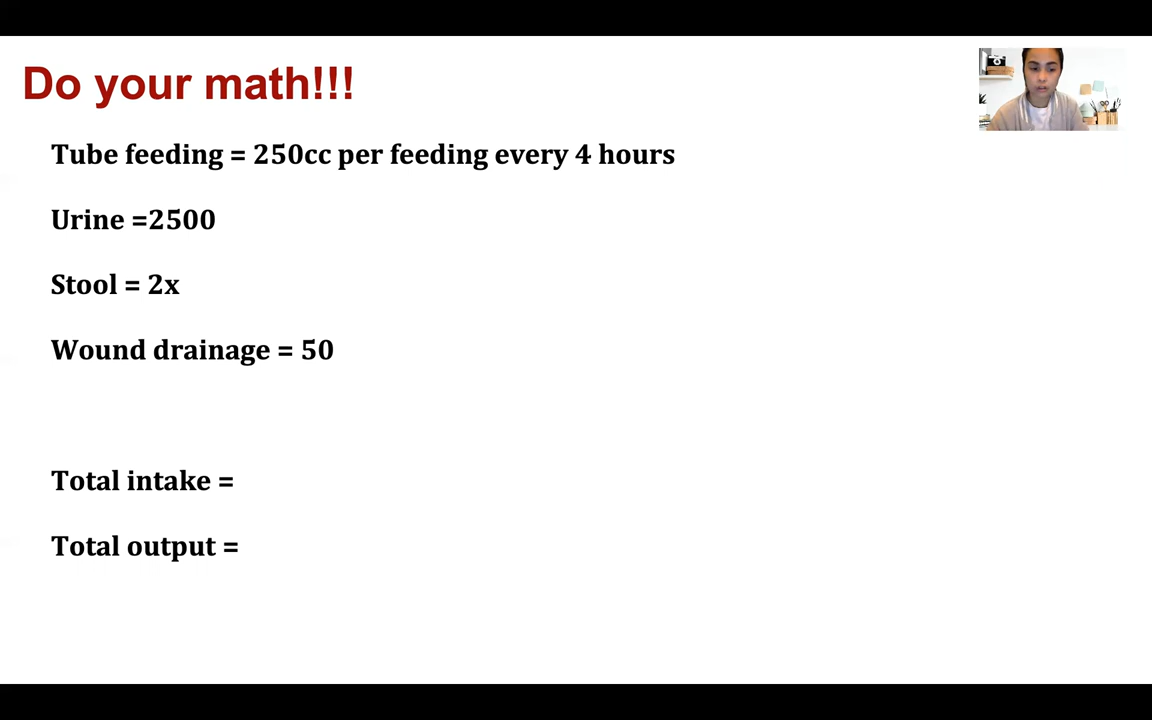 Do your math!!!
Tube feeding = 250cc per feeding every 4 hours
Urine =2500
Stool = 2x
Wound drainage = 50
Total intake =
Total output =